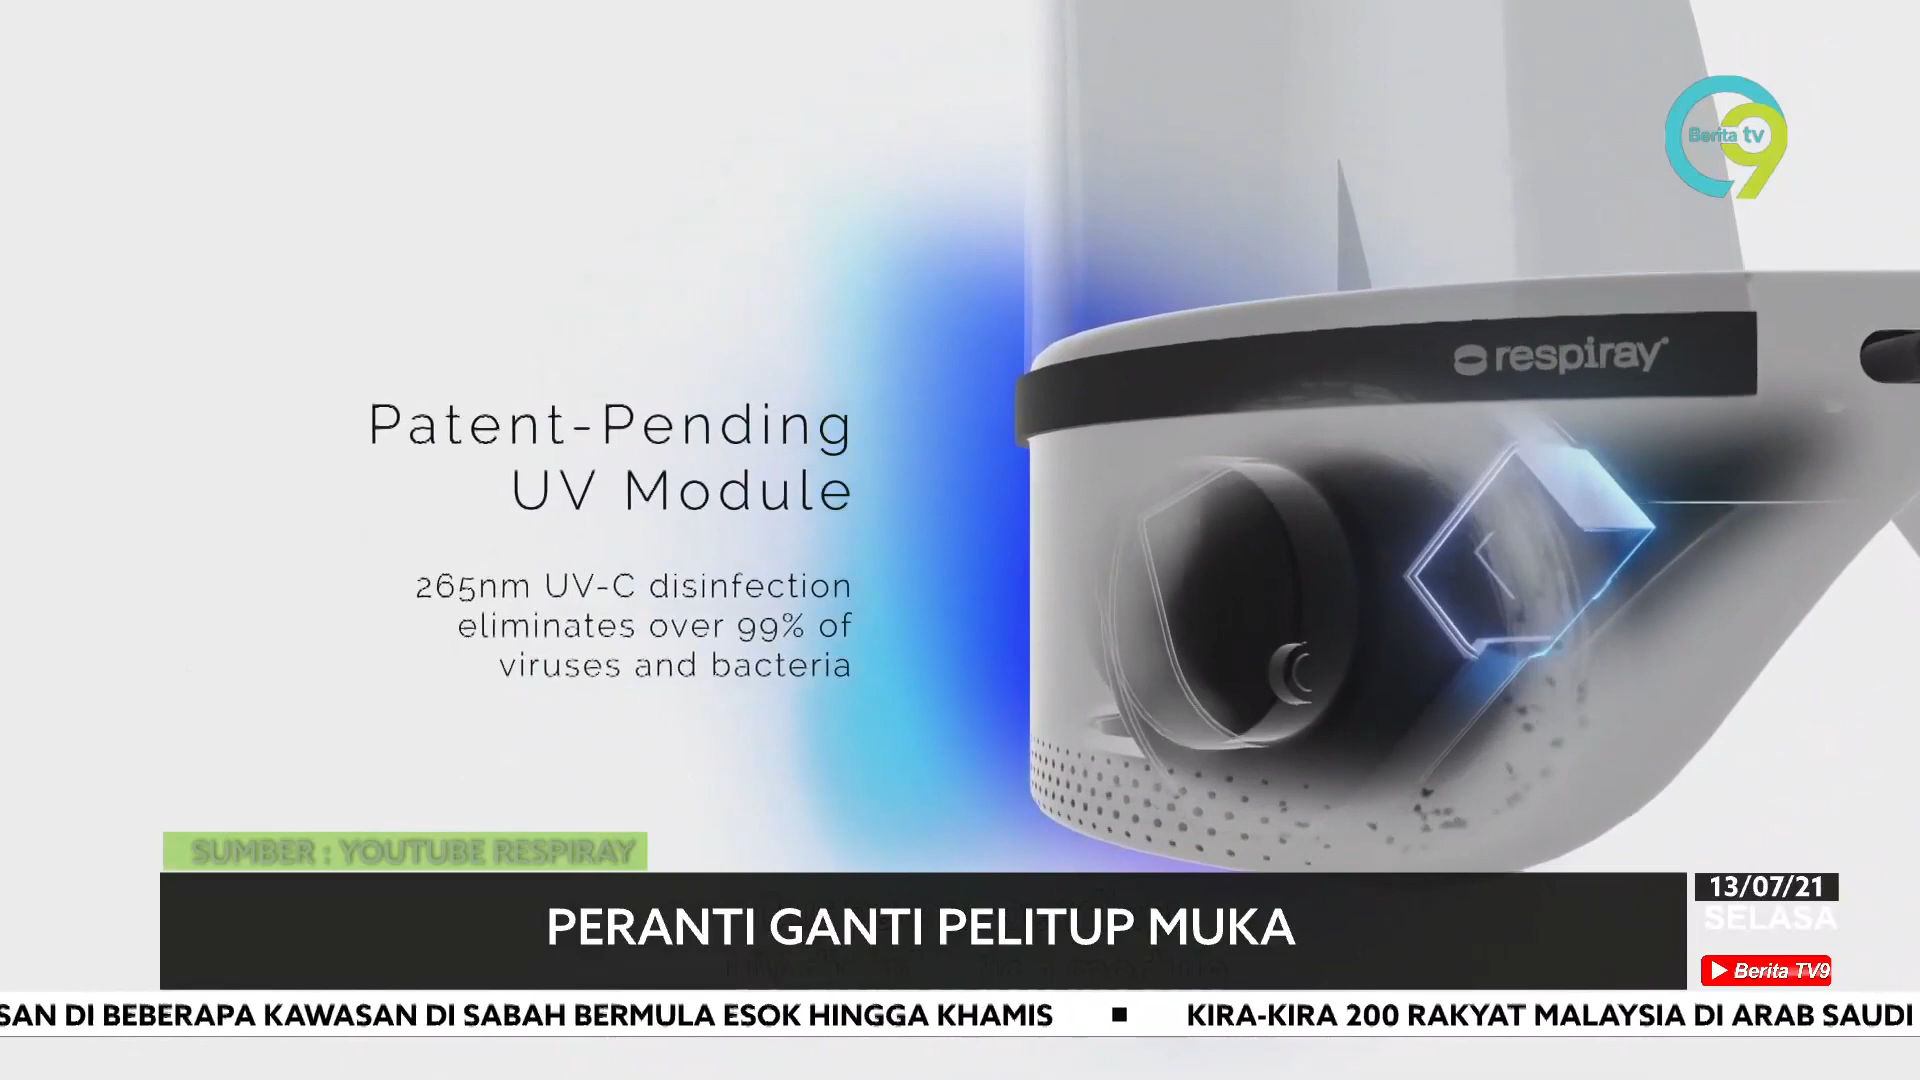 Berita tv
9
respiray
Patent-Pending
UV Module
265nm UV-C disinfection
eliminates over 99% of
viruses and bacteria
SUMBER : YOUTUBE RESPIRAY
PERANTI GANTI PELITUP MUKA
13/07/21
SELASA
Berita TV9
SAN DI BEBERAPA KAWASAN DI SABAH BERMULA ESOK HINGGA KHAMIS ■ KIRA-KIRA 200 RAKYAT MALAYSIA DI ARAB SAUDI